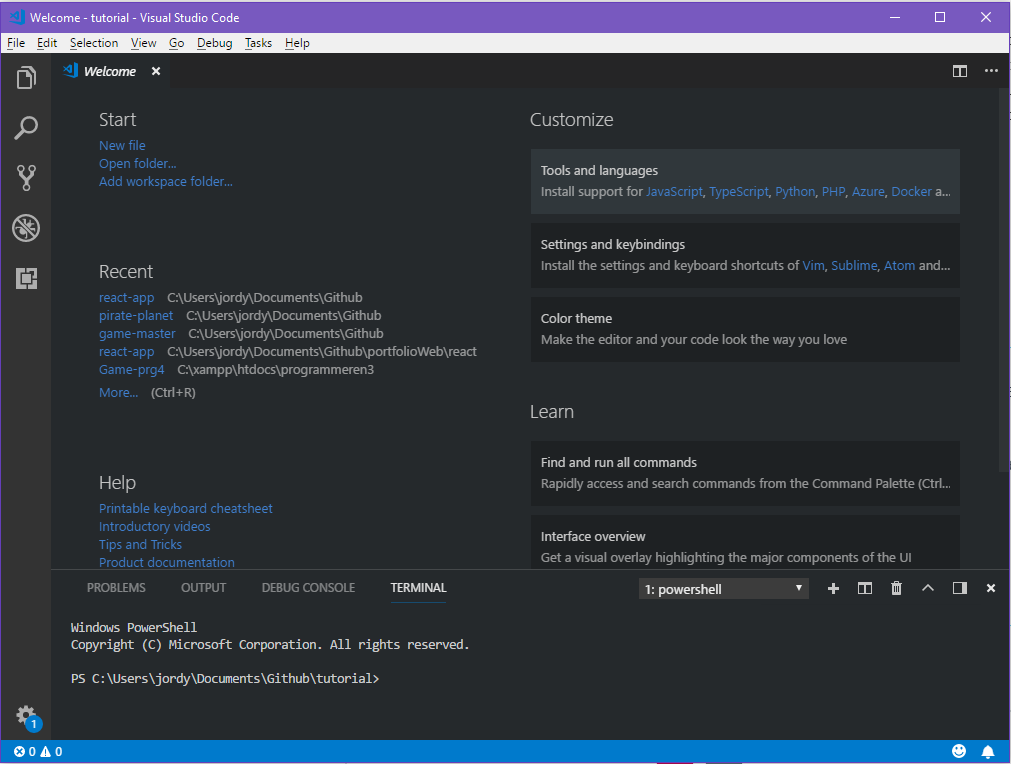 Welcome - tutorial - Visual Studio Code
File Edit Selection View Go Debug Tasks Help
Welcome
Start
New file
Open folder...
Add workspace folder...
Recent
react-app C:\Users\jordy\Documents\Github
pirate-planet C:\Users\jordy\Documents\Github
game-master C:\Users\jordy\Documents\Github
react-app C:\Users\jordy\Documents\Github\portfolioWeb\react
Game-prg4 C:\xampp\htdocs\programmeren3
More... (Ctrl+R)
Help
Printable keyboard cheatsheet
Introductory videos
Tips and Tricks
Product documentation
Customize
Tools and languages
Install support for JavaScript, TypeScript, Python, PHP, Azure, Docker a...
Settings and keybindings
Install the settings and keyboard shortcuts of Vim, Sublime, Atom and...
Color theme
Make the editor and your code look the way you love
Learn
Find and run all commands
Rapidly access and search commands from the Command Palette (Ctrl...
Interface overview
Get a visual overlay highlighting the major components of the UI
PROBLEMS OUTPUT DEBUG CONSOLE TERMINAL 1: powershell
Windows PowerShell
Copyright (C) Microsoft Corporation. All rights reserved.
PS C:\Users\jordy\Documents\Github\tutorial>
1
0 0